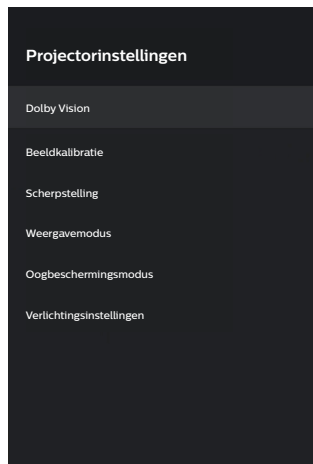 Projectorinstellingen
Dolby Vision
Beeldkalibratie
Scherpstelling
Weergavemodus
Oogbeschermingsmodus
Verlichtingsinstellingen